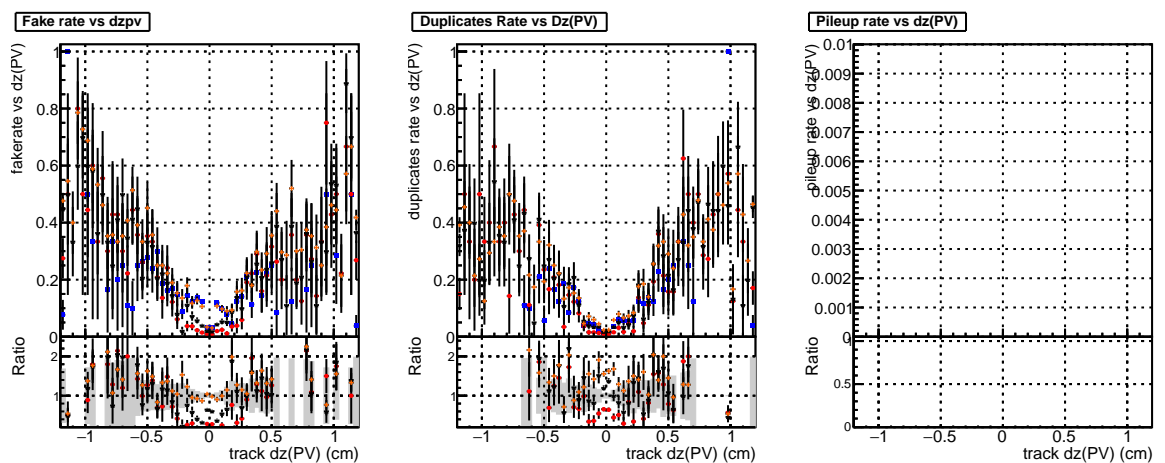 Fake rate vs dzpv
fakerate vs dz(PV)
1
0.8
0.6
0.4
0.2
0
Ratio
2
1
−1 −0.5 0 0.5 1
track dz(PV) (cm)
Duplicates Rate vs Dz(PV)
duplicates rate vs dz(PV)
1
0.8
0.6
0.4
0.2
0
Ratio
2
1
−1 −0.5 0 0.5 1
track dz(PV) (cm)
Pileup rate vs dz(PV)
pileup rate vs dz(PV)
0.01
0.009
0.008
0.007
0.006
0.005
0.004
0.003
0.002
0.001
0
Ratio
0.5
0
−1 −0.5 0 0.5 1
track dz(PV) (cm)